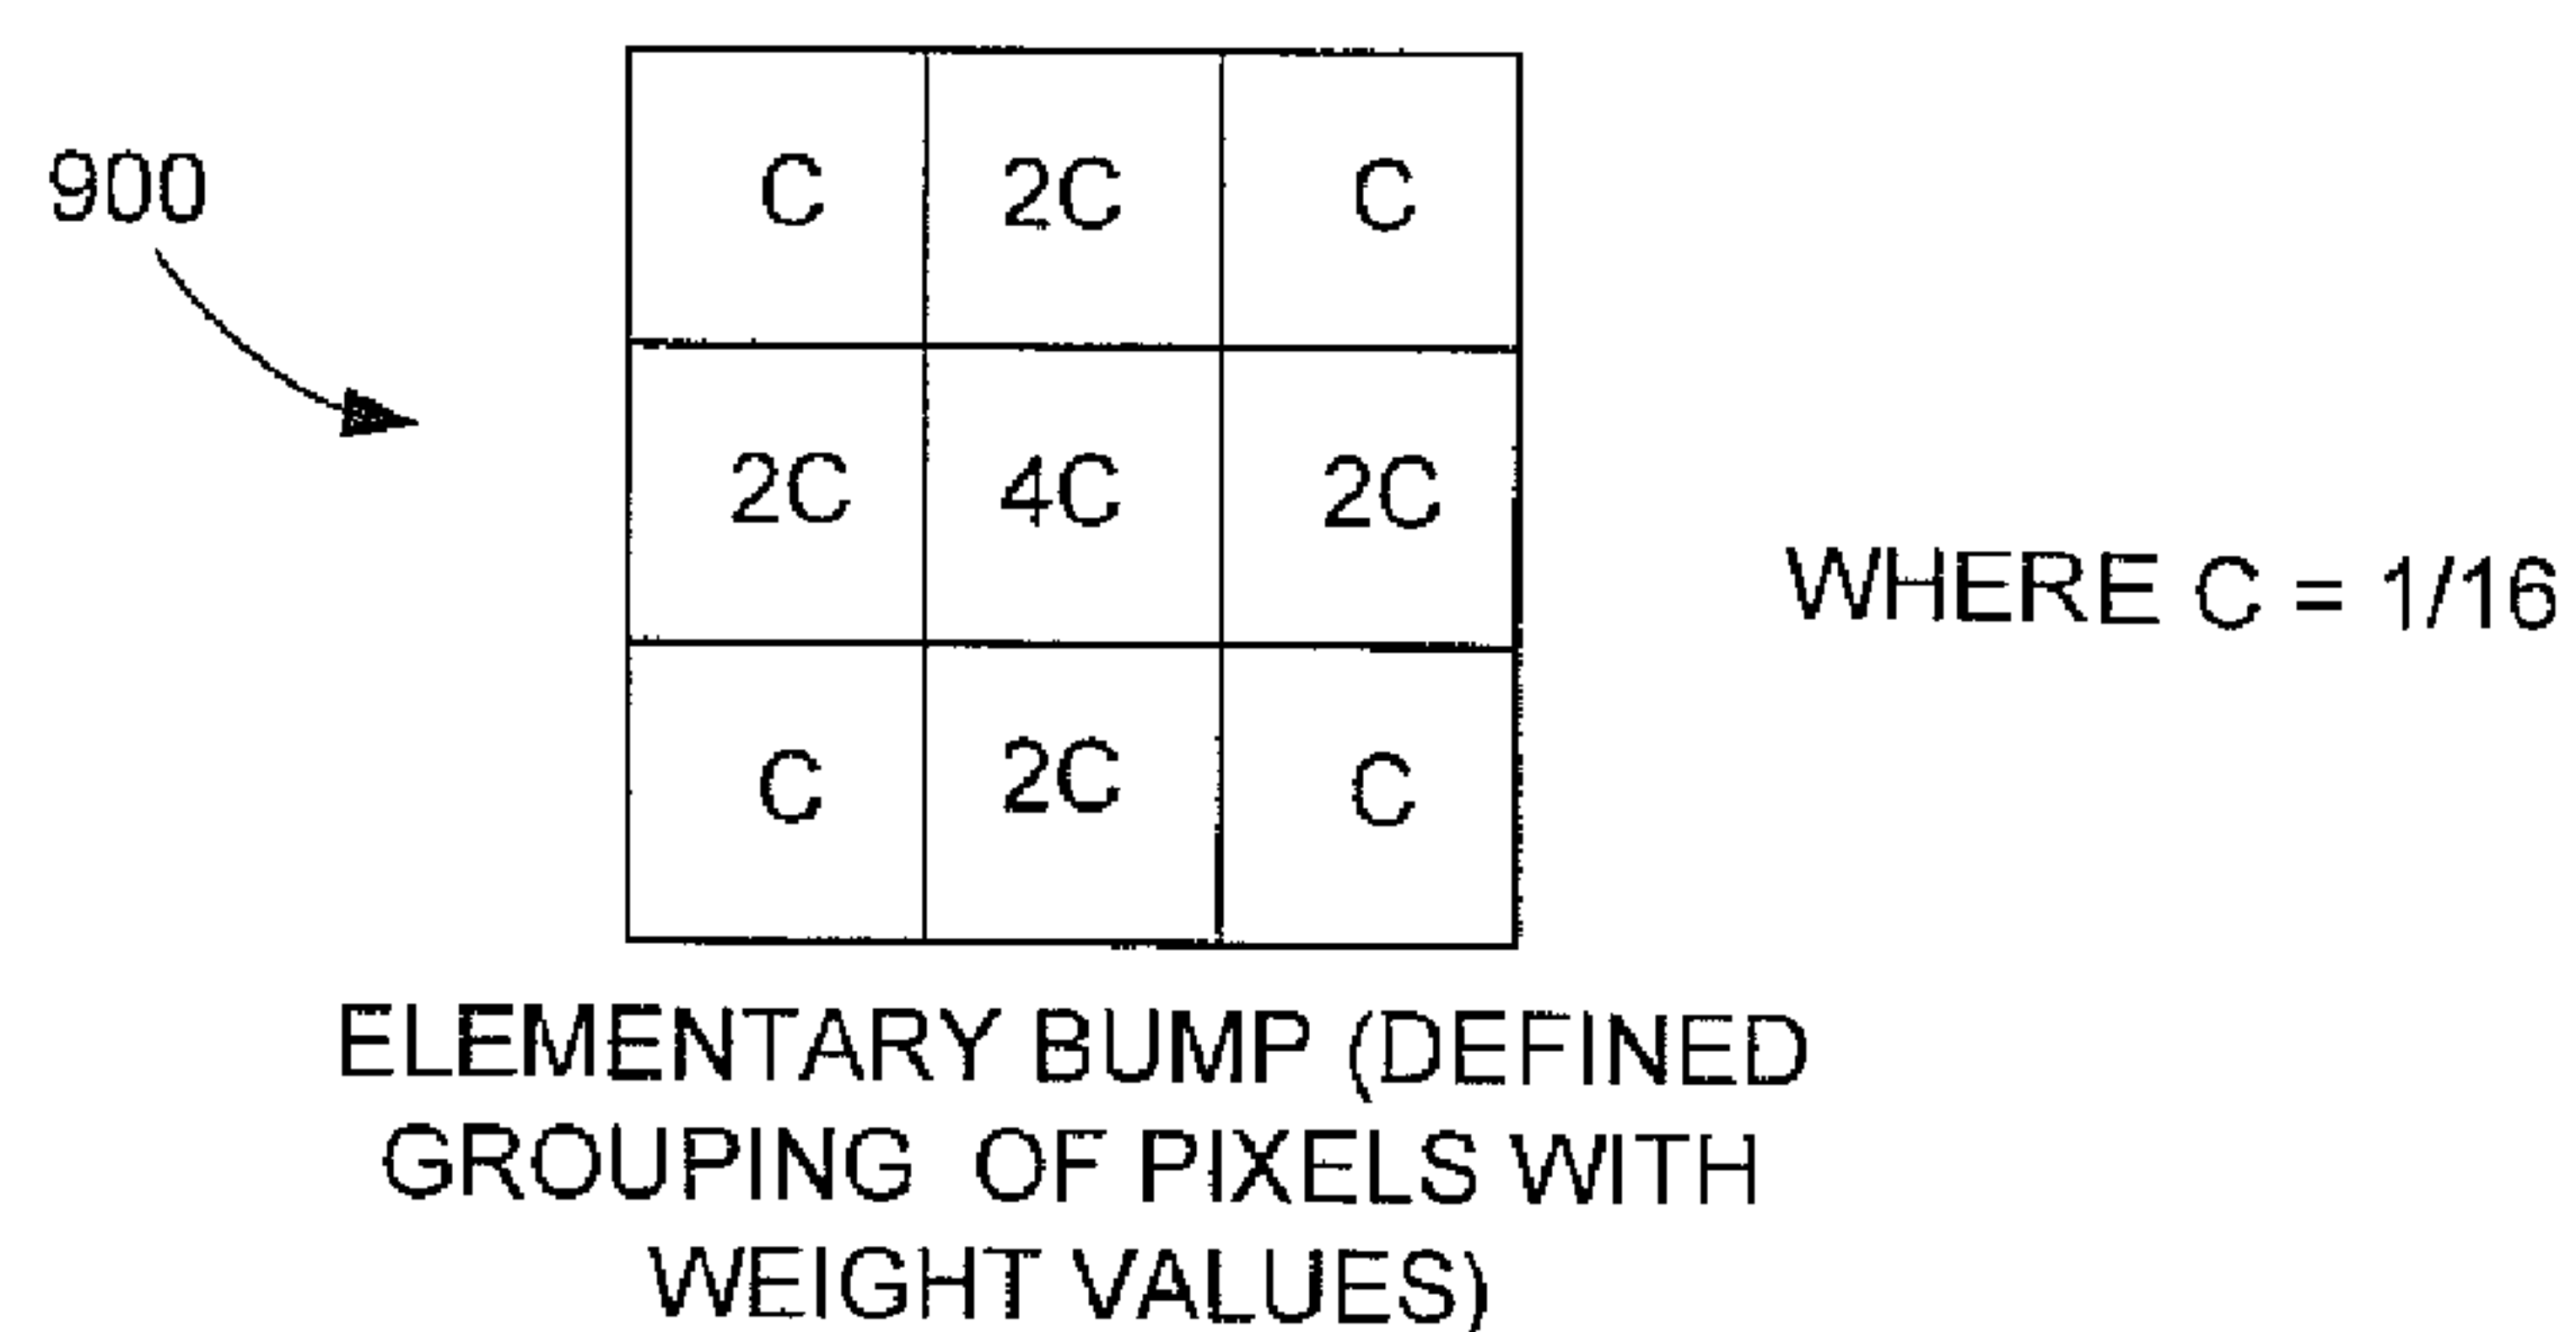 900
C 2C C
2C 4C 2C
WHERE C = 1/16
C 2C C
ELEMENTARY BUMP (DEFINED
GROUPING OF PIXELS WITH
WEIGHT VALUES)